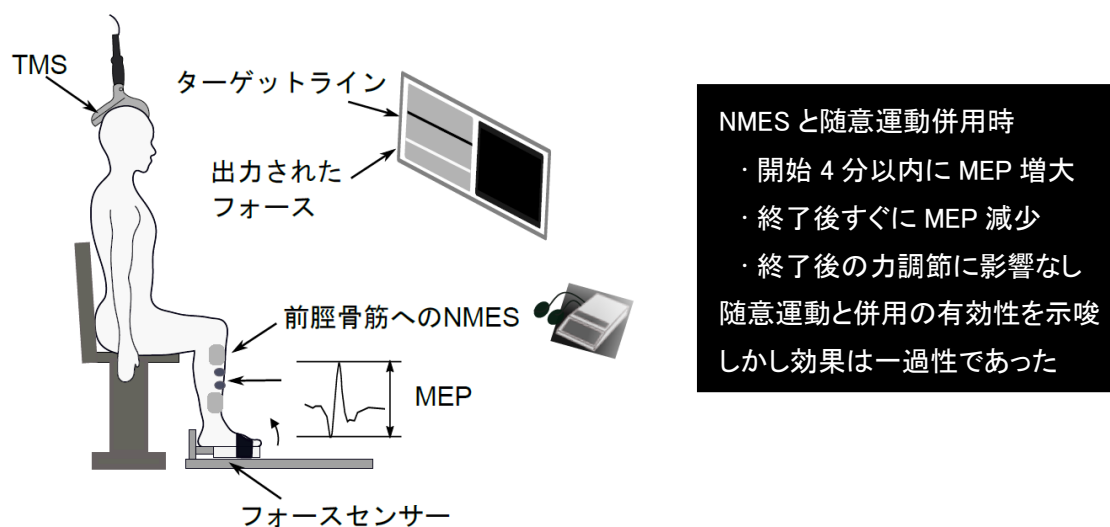 TMS
ターゲットライン
出力された
フォース
前脛骨筋へのNMES
MEP
フォースセンサー
NMES と随意運動併用時
・開始 4 分以内に MEP 増大
・終了後すぐに MEP 減少
・終了後の力調節に影響なし
随意運動と併用の有効性を示唆
しかし効果は一過性であった